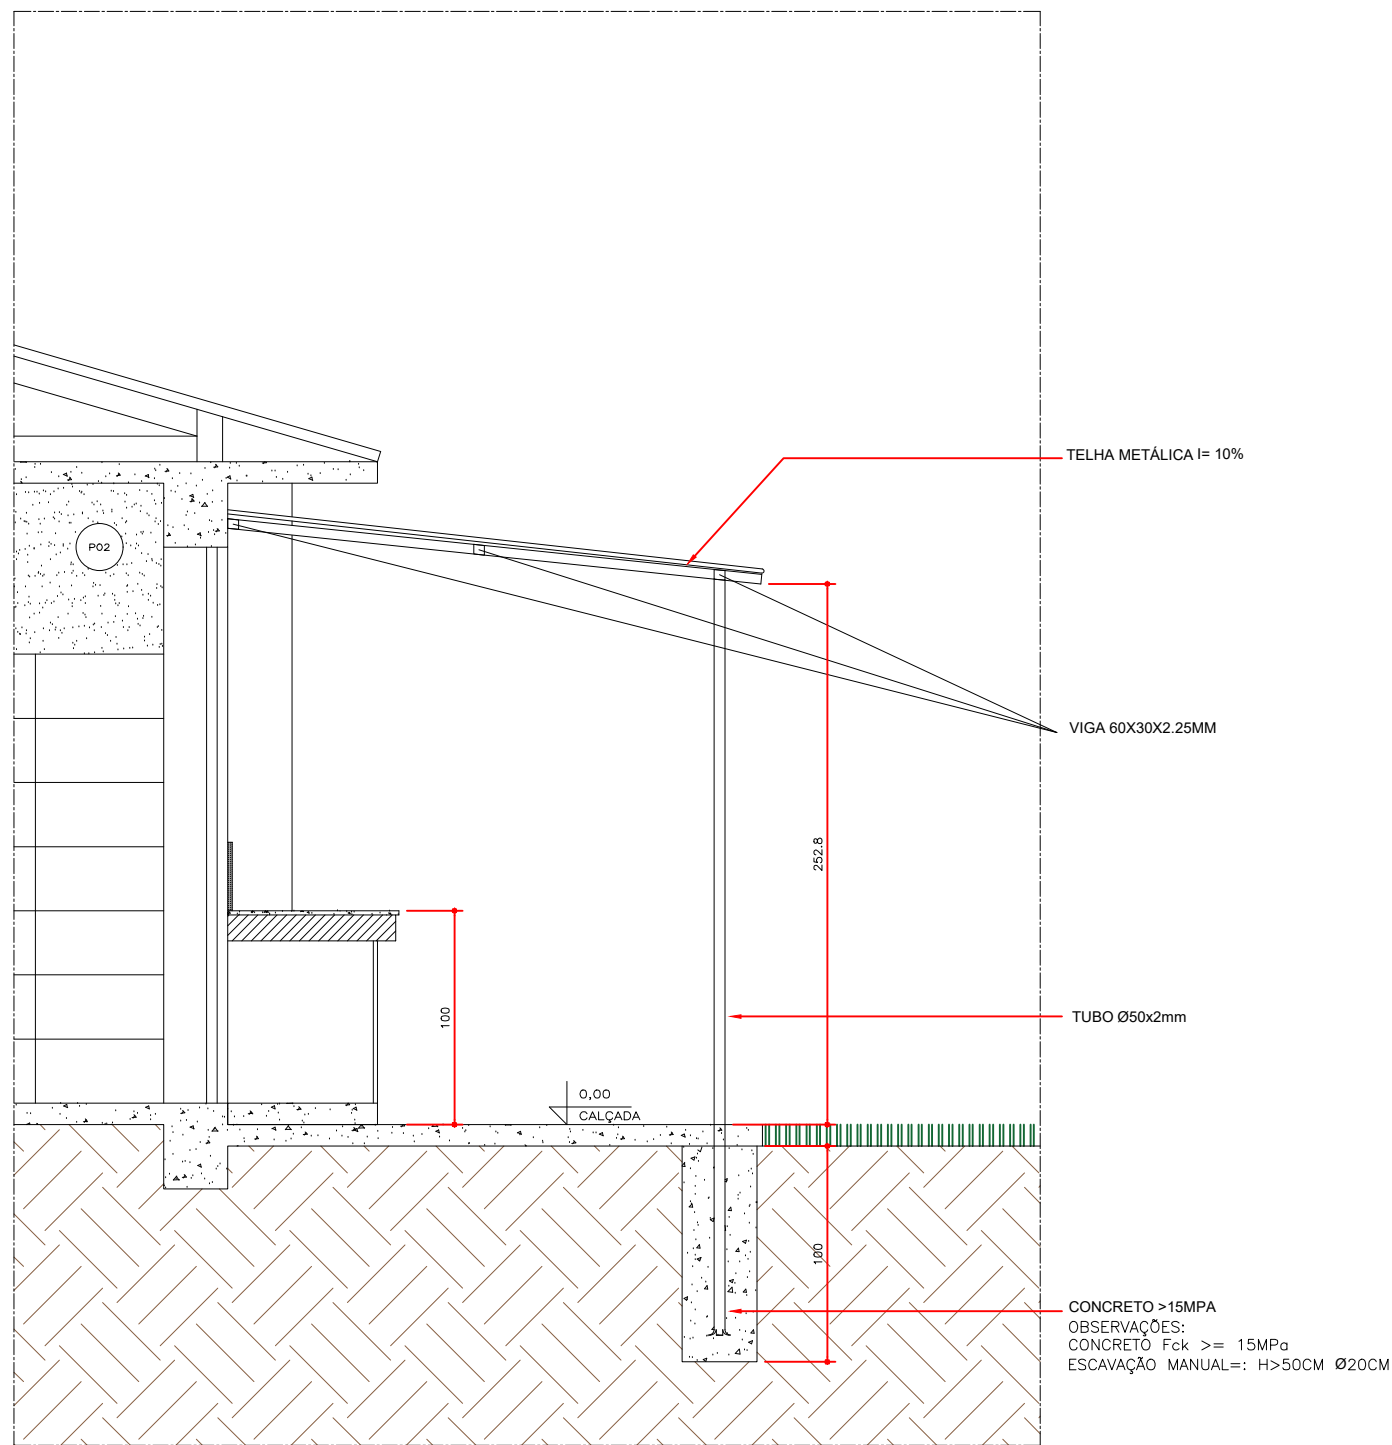 TELHA METÁLICA I= 10%
P02
VIGA 60X30X2.25MM
252.8
100
TUBO Ø50x2mm
0,00
CALÇADA
100
CONCRETO >15MPA
OBSERVAÇÕES:
CONCRETO Fck >= 15MPa
ESCAVAÇÃO MANUAL=: H>50CM Ø20CM